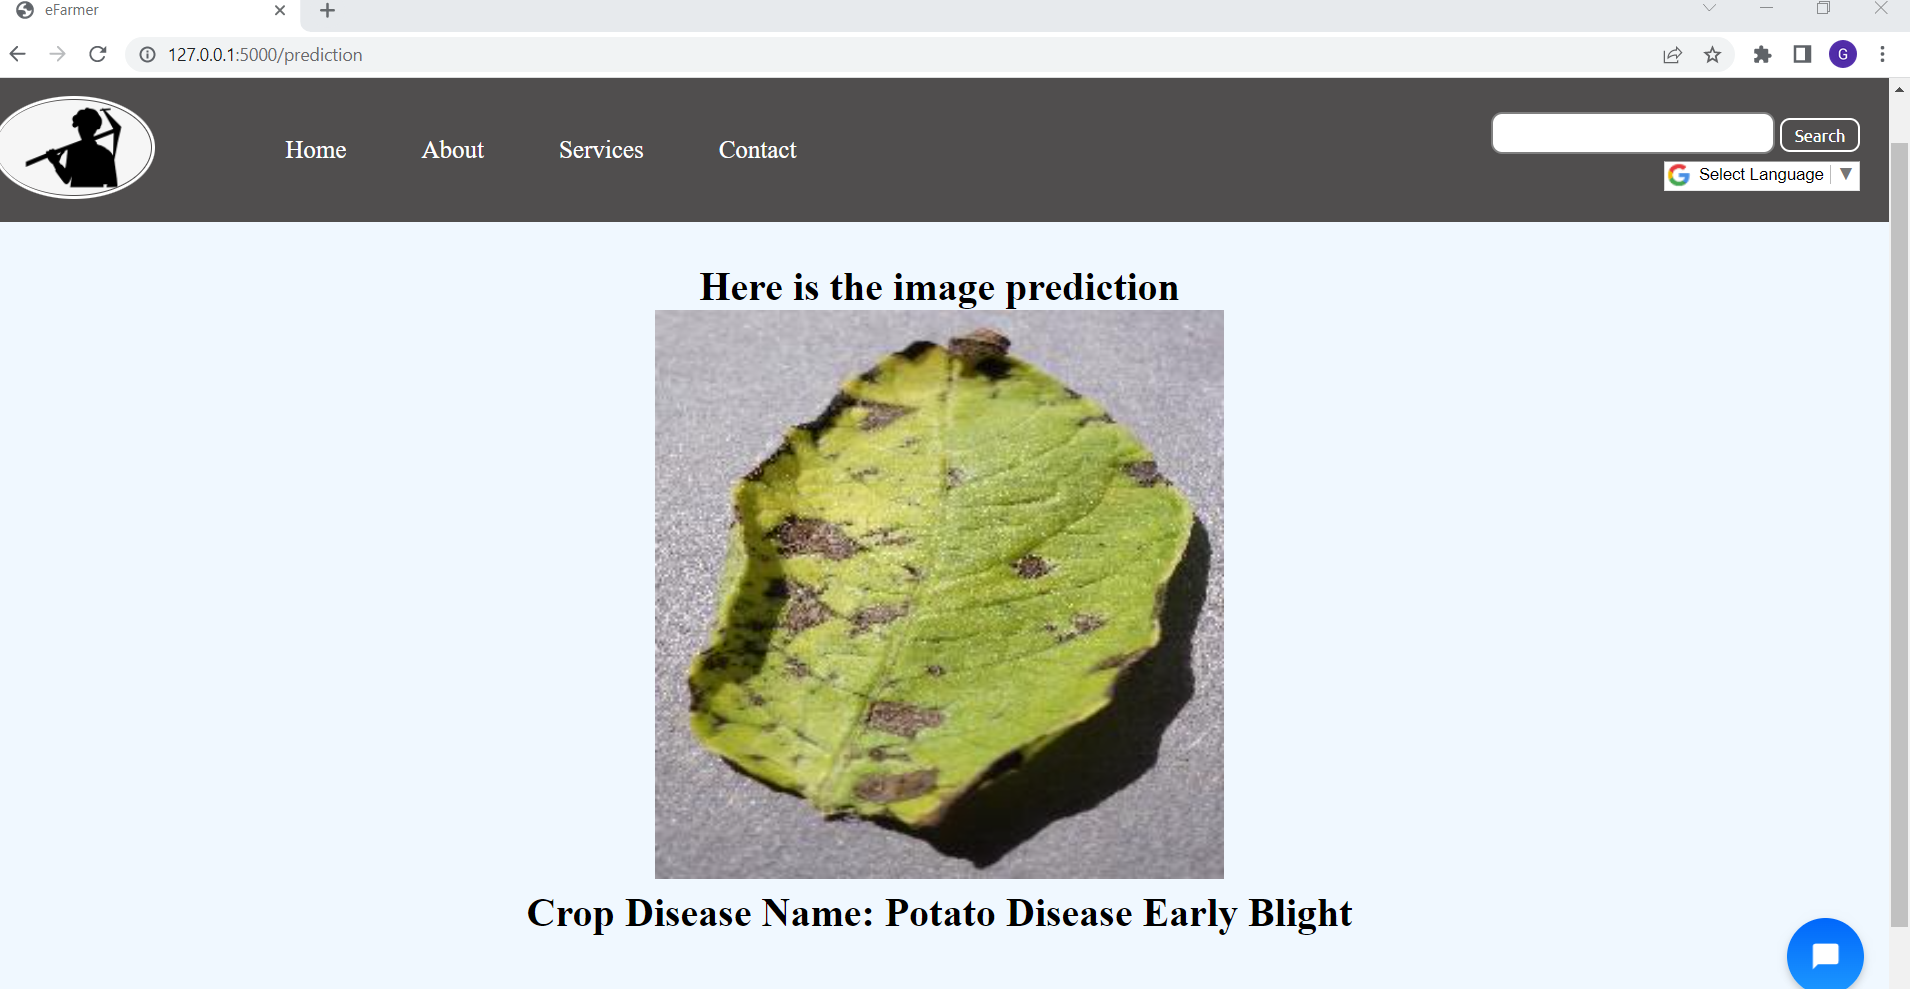 eFarmer
127.0.0.1:5000/prediction
G
Home About Services Contact
Search
G Select Language ▼
Here is the image prediction
Crop Disease Name: Potato Disease Early Blight